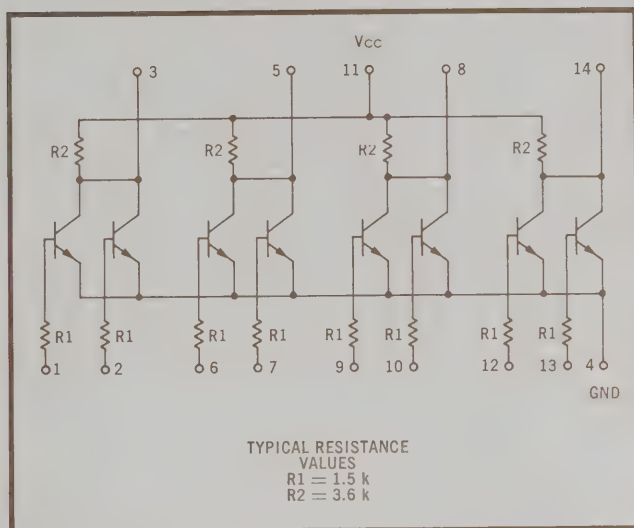 VCC
3 5 11 8 14
R2 R2 R2 R2
R1 R1 R1 R1 R1 R1 R1 R1
1 2 6 7 9 10 12 13 4
GND
TYPICAL RESISTANCE
VALUES
R1 = 1.5 k
R2 = 3.6 k